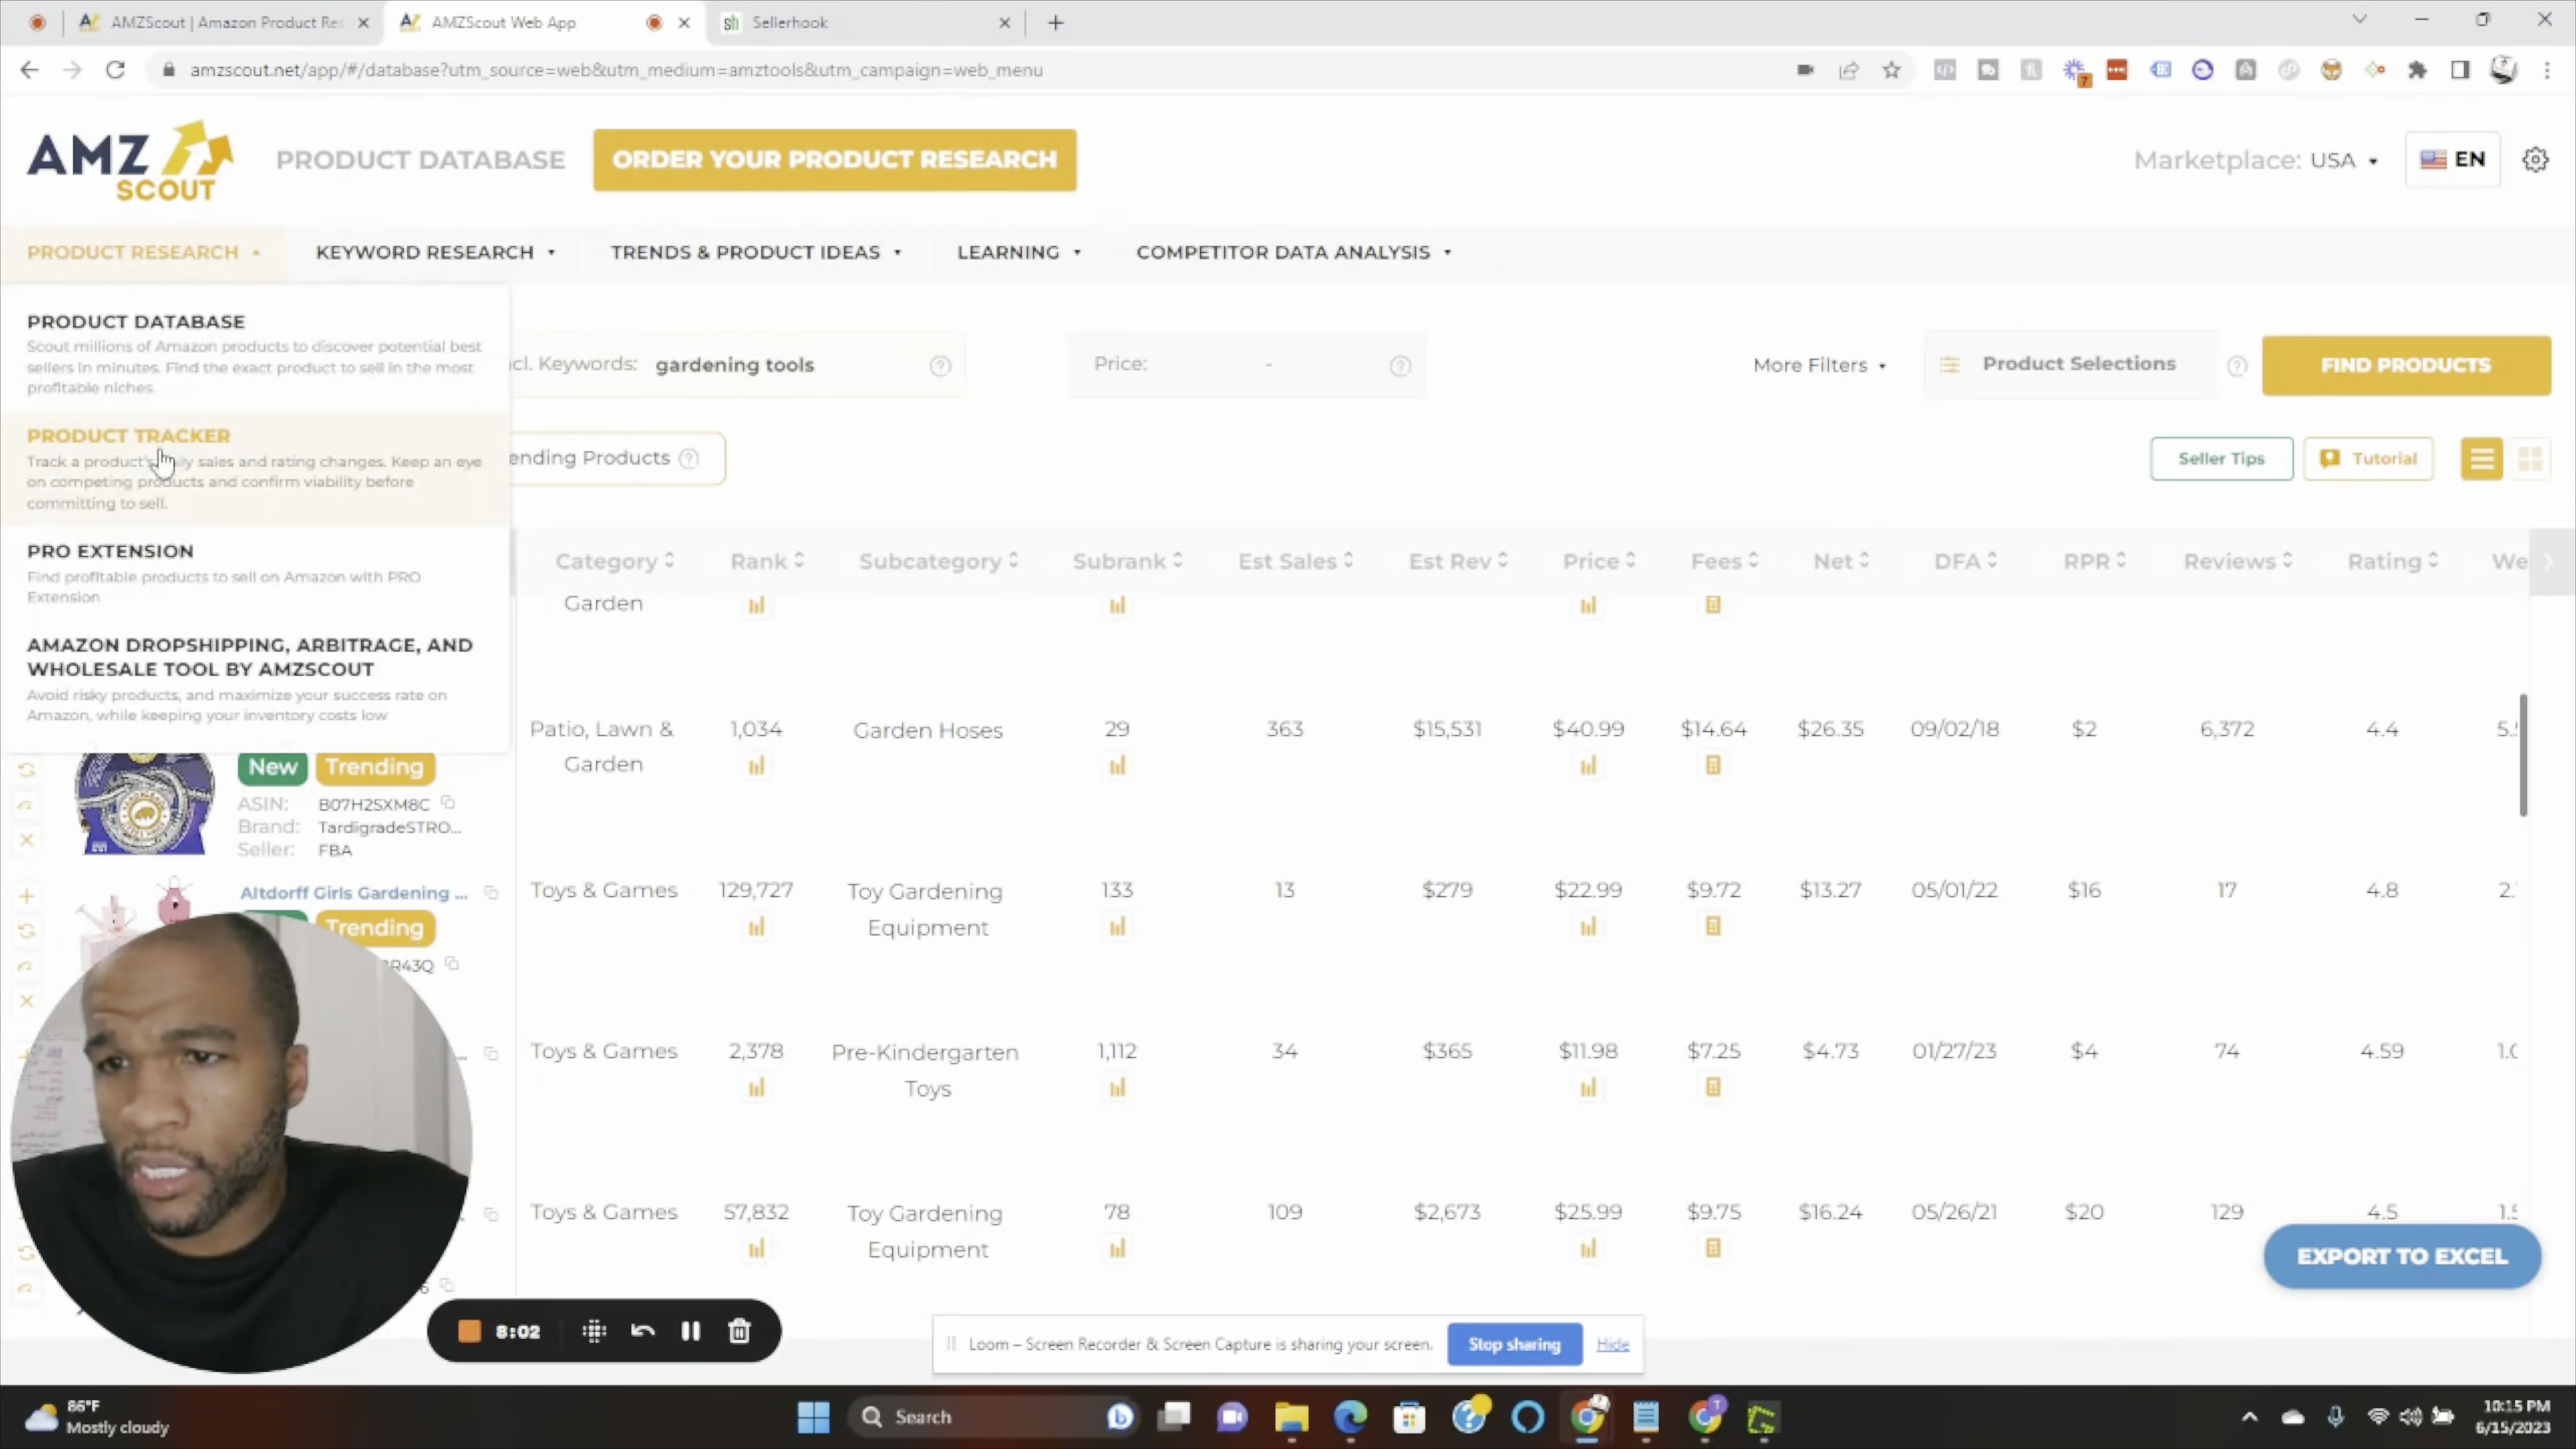 AMZScout | Amazon Product Res
AMZScout Web App
sh Sellerhook
amzscout.net/app/#/database?utm_source=web&utm_medium=amztools&utm_campaign=web_menu
7
AMZ
SCOUT
PRODUCT DATABASE
ORDER YOUR PRODUCT RESEARCH
Marketplace: USA
EN
PRODUCT RESEARCH
KEYWORD RESEARCH
TRENDS & PRODUCT IDEAS
LEARNING
COMPETITOR DATA ANALYSIS
PRODUCT DATABASE
Scout millions of Amazon products to discover potential best
sellers in minutes. Find the exact product to sell in the most
profitable niches.
PRODUCT TRACKER
Track a product's sales and rating changes. Keep an eye
on competing products and confirm viability before
committing to sell.
PRO EXTENSION
Find profitable products to sell on Amazon with PRO
Extension
AMAZON DROPSHIPPING, ARBITRAGE, AND
WHOLESALE TOOL BY AMZSCOUT
Avoid risky products, and maximize your success rate on
Amazon, while keeping your inventory costs low
ncl. Keywords: gardening tools
Price: -
More Filters
Product Selections
FIND PRODUCTS
ending Products
Seller Tips
Tutorial
Category Rank Subcategory Subrank Est Sales Est Rev Price Fees Net DFA RPR Reviews Rating We
Garden
Patio, Lawn &
Garden
1,034 Garden Hoses 29 363 $15,531 $40.99 $14.64 $26.35 09/02/18 $2 6,372 4.4
New Trending
ASIN: B07H2SXM8C
Brand: TardigradeSTRO...
Seller: FBA
Altdorff Girls Gardening ...
Trending
R43Q
Toys & Games 129,727 Toy Gardening
Equipment
133 13 $279 $22.99 $9.72 $13.27 05/01/22 $16 17 4.8 2.
Toys & Games 2,378 Pre-Kindergarten
Toys
1,112 34 $365 $11.98 $7.25 $4.73 01/27/23 $4 74 4.59
Toys & Games 57,832 Toy Gardening
Equipment
78 109 $2,673 $25.99 $9.75 $16.24 05/26/21 $20 129 4.5
EXPORT TO EXCEL
8:02
Loom – Screen Recorder & Screen Capture is sharing your screen.
Stop sharing
Hide
86°F
Mostly cloudy
Search
10:15 PM
6/15/2023